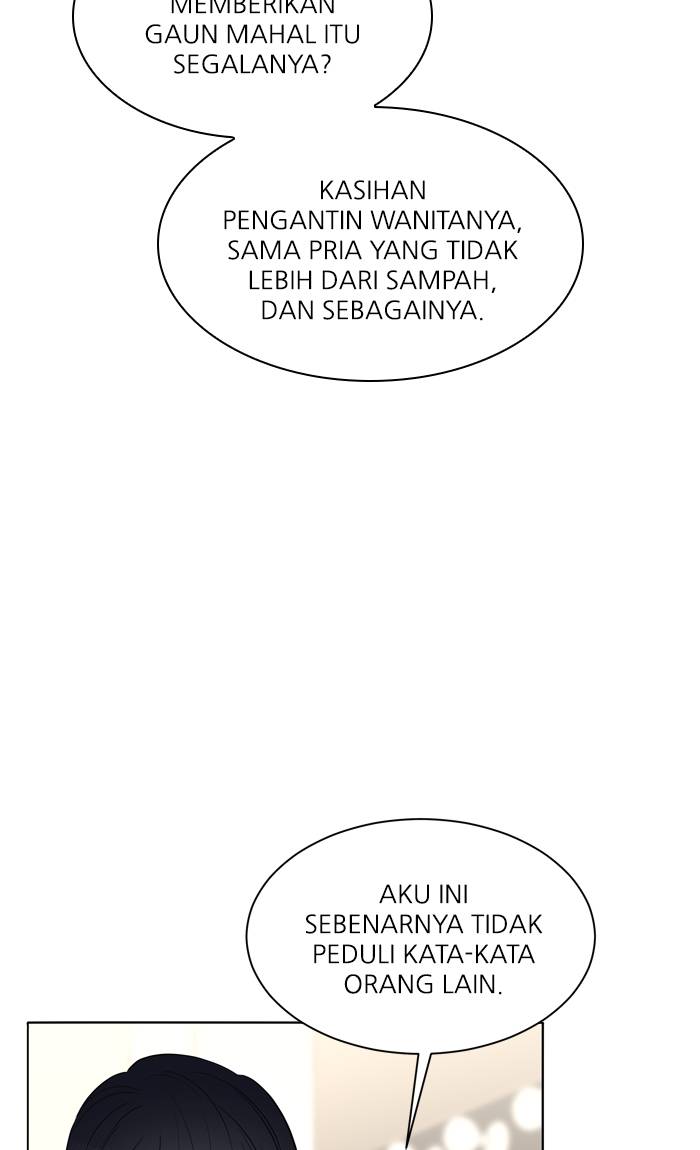 MEMBERIKAN
GAUN MAHAL ITU
SEGALANYA?
KASIHAN
PENGANTIN WANITANYA,
SAMA PRIA YANG TIDAK
LEBIH DARI SAMPAH,
DAN SEBAGAINYA.
AKU INI
SEBENARNYA TIDAK
PEDULI KATA-KATA
ORANG LAIN.